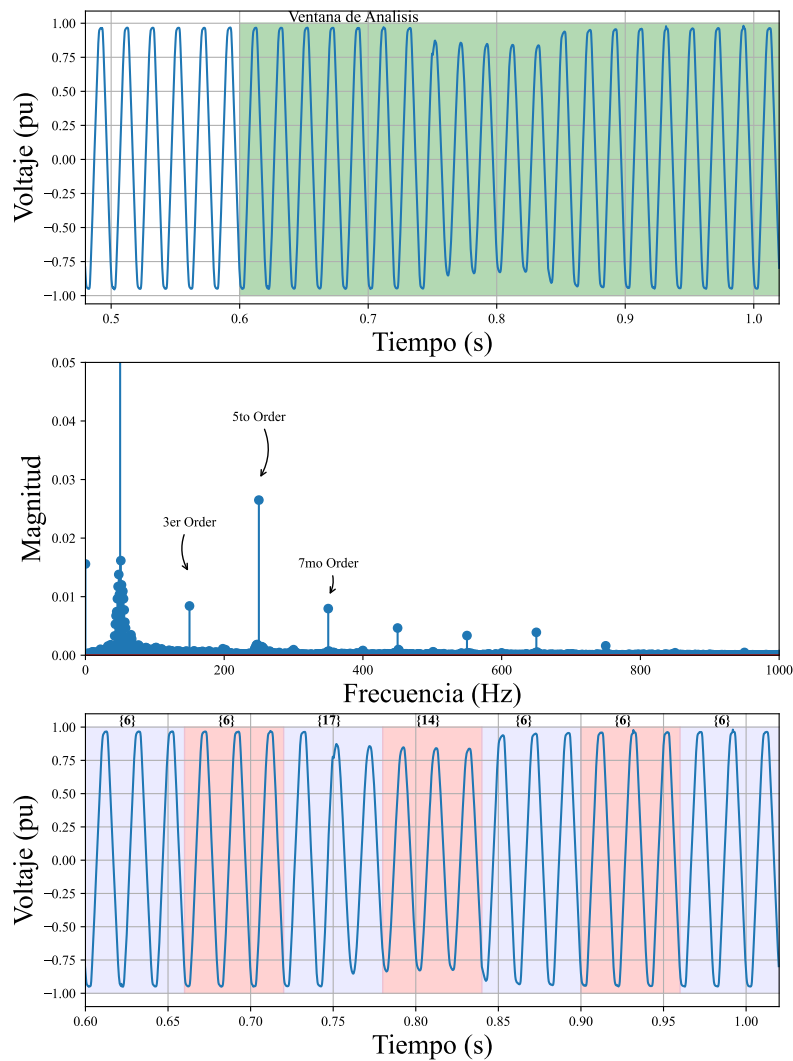 Ventana de Analisis
1.00
0.75
0.50
0.25
0.00
−0.25
−0.50
−0.75
−1.00
Voltaje (pu)
0.5 0.6 0.7 0.8 0.9 1.0
Tiempo (s)
0.05
0.04
0.03
0.02
0.01
0.00
Magnitud
5to Order
3er Order
7mo Order
0 200 400 600 800 1000
Frecuencia (Hz)
{6} {6} {17} {14} {6} {6} {6}
1.00
0.75
0.50
0.25
0.00
−0.25
−0.50
−0.75
−1.00
Voltaje (pu)
0.60 0.65 0.70 0.75 0.80 0.85 0.90 0.95 1.00
Tiempo (s)